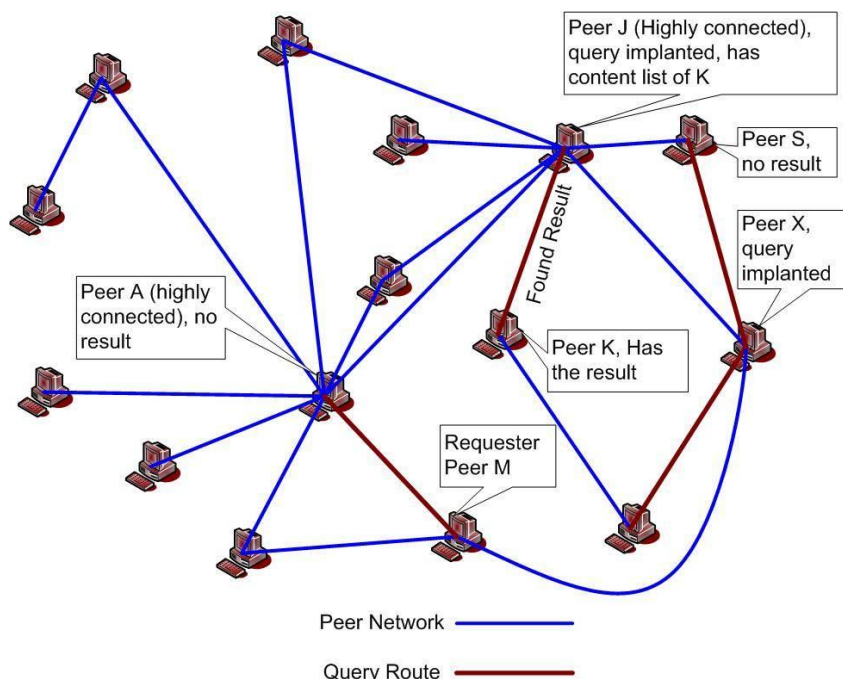 Peer J (Highly connected),
query implanted, has
content list of K
Peer S,
no result
Peer X,
query
implanted
Found Result
Peer A (highly
connected), no
result
Peer K, Has
the result
Requester
Peer M
Peer Network
Query Route